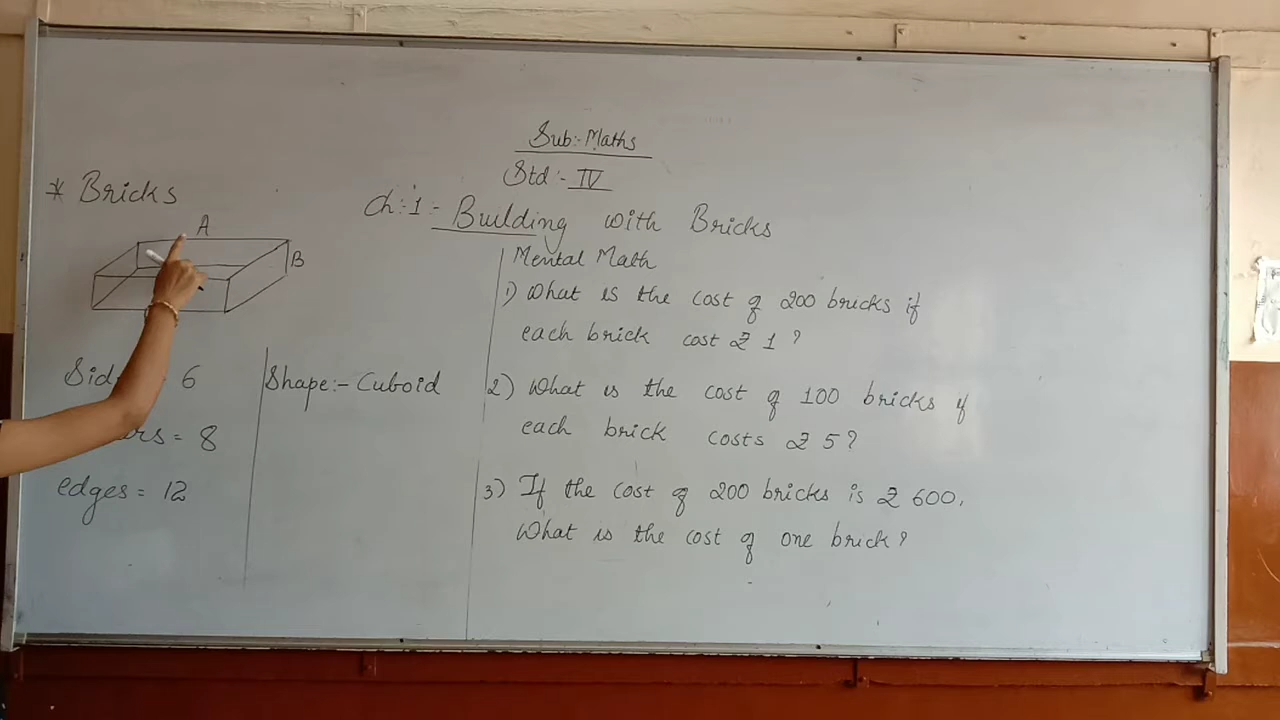 Sub:- Maths
Std:- IV
Ch:1:- Building with Bricks
* Bricks
A
B
= 6
= 8
edges = 12
Shape:- Cuboid
Mental Math
1) What is the cost of 200 bricks if
each brick cost ₹ 1 ?
2) What is the cost of 100 bricks if
each brick costs ₹ 5 ?
3) If the cost of 200 bricks is ₹ 600,
What is the cost of one brick ?